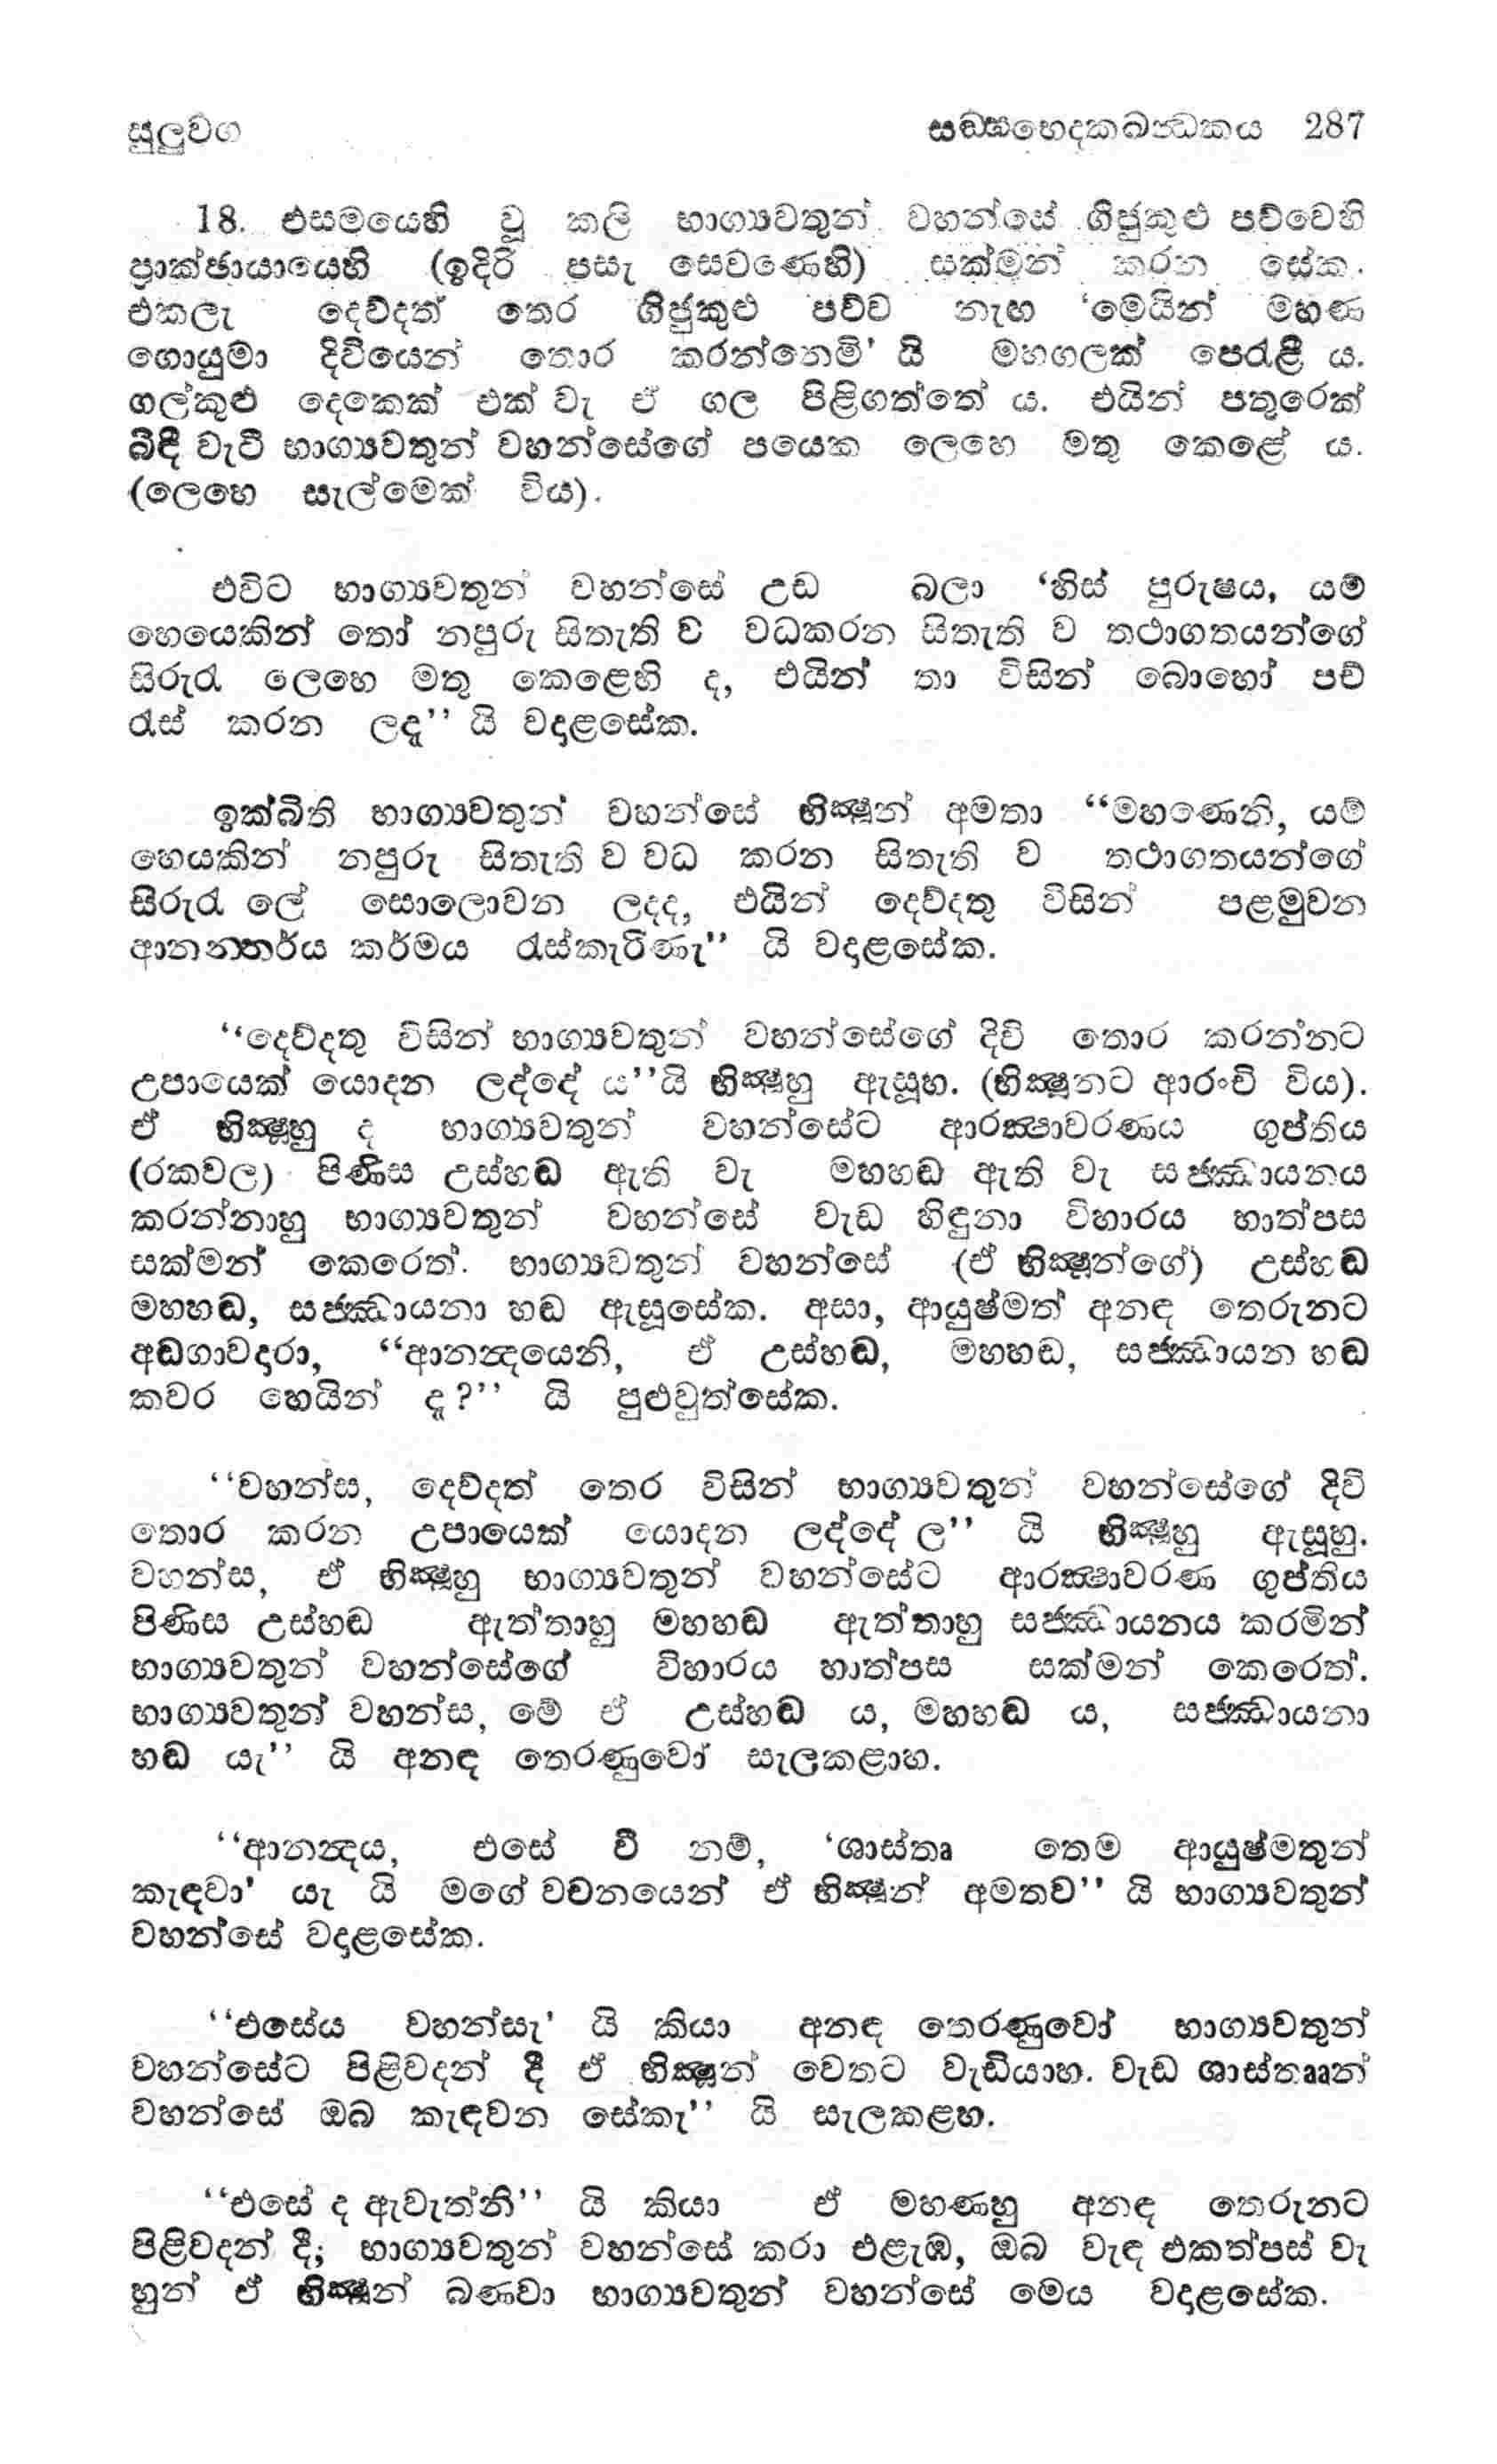 සුලුවග සඞ්ඝභෙදකඛන්ධකය 287
18. එසමයෙහි වූ කලි භාග්‍යවතුන් වහන්සේ ගිජුකුළු පව්වෙහි
ප්‍රාක්ඡායායෙහි (ඉදිරි පසැ සෙවණෙහි) සක්මන් කරන සේක.
එකලැ දෙව්දත් තෙර ගිජුකුළු පව්ව නැඟ ‘මෙයින් මහණ
ගොයුමා දිවියෙන් තොර කරන්නෙමි’ යි මහගලක් පෙරැළී ය.
ගල්කුළු දෙකෙක් එක් වැ ඒ ගල පිළිගත්තේ ය. එයින් පතුරෙක්
බිඳී වැටී භාග්‍යවතුන් වහන්සේගේ පයෙක ලෙහෙ මතු කෙළේ ය.
(ලෙහෙ සැල්මෙක් විය).
එවිට භාග්‍යවතුන් වහන්සේ උඩ බලා ‘හිස් පුරුෂය, යම්
හෙයෙකින් තෝ නපුරු සිතැති ව වධකරන සිතැති ව තථාගතයන්ගේ
සිරුරැ ලෙහෙ මතු කෙළෙහි ද, එයින් තා විසින් බොහෝ පව්
රැස් කරන ලදැ’’ යි වදාළසේක.
ඉක්බිති භාග්‍යවතුන් වහන්සේ භික්‍ෂූන් අමතා ‘‘මහණෙනි, යම්
හෙයකින් නපුරු සිතැති ව වධ කරන සිතැති ව තථාගතයන්ගේ
සිරුරැ ලේ සොලොවන ලදද, එයින් දෙව්දතු විසින් පළමුවන
ආනන්තර්ය කර්මය රැස්කැරිණැ’’ යි වදාළසේක.
‘‘දෙව්දතු විසින් භාග්‍යවතුන් වහන්සේගේ දිවි තොර කරන්නට
උපායෙක් යොදන ලද්දේ ය’’යි භික්‍ෂූහු ඇසූහ. (භික්‍ෂූනට ආරංචි විය).
ඒ භික්‍ෂූහු ද භාග්‍යවතුන් වහන්සේට ආරක්‍ෂාවරණය ගුප්තිය
(රකවල) පිණිස උස්හඬ ඇති වැ මහහඬ ඇති වැ සජ්ඣායනය
කරන්නාහු භාග්‍යවතුන් වහන්සේ වැඩ හිඳුනා විහාරය හාත්පස
සක්මන් කෙරෙත්. භාග්‍යවතුන් වහන්සේ (ඒ භික්‍ෂූන්ගේ) උස්හඬ
මහහඬ, සජ්ඣායනා හඬ ඇසූසේක. අසා, ආයුෂ්මත් අනඳ තෙරුනට
අඬගාවදාරා, ‘‘ආනන්දයෙනි, ඒ උස්හඬ, මහහඬ, සජ්ඣායන හඬ
කවර හෙයින් දැ?’’ යි පුළුවුත්සේක.
‘‘වහන්ස, දෙව්දත් තෙර විසින් භාග්‍යවතුන් වහන්සේගේ දිවි
තොර කරන උපායෙක් යොදන ලද්දේ ල’’ යි භික්‍ෂූහු ඇසූහු.
වහන්ස, ඒ භික්‍ෂූහු භාග්‍යවතුන් වහන්සේට ආරක්‍ෂාවරණ ගුප්තිය
පිණිස උස්හඬ ඇත්තාහු මහහඬ ඇත්තාහු සජ්ඣායනය කරමින්
භාග්‍යවතුන් වහන්සේගේ විහාරය හාත්පස සක්මන් කෙරෙත්.
භාග්‍යවතුන් වහන්ස, මේ ඒ උස්හඬ ය, මහහඬ ය, සජ්ඣායනා
හඬ යැ’’ යි අනඳ තෙරණුවෝ සැලකළාහ.
‘‘ආනන්දය, එසේ වී නම්, ‘ශාස්තෘ තෙම ආයුෂ්මතුන්
කැඳවා’ යැ යි මගේ වචනයෙන් ඒ භික්‍ෂූන් අමතව’’ යි භාග්‍යවතුන්
වහන්සේ වදාළසේක.
‘‘එසේය වහන්සැ’ යි කියා අනඳ තෙරණුවෝ භාග්‍යවතුන්
වහන්සේට පිළිවදන් දී ඒ භික්‍ෂූන් වෙතට වැඩියාහ. වැඩ ශාස්තෲන්
වහන්සේ ඔබ කැඳවන සේකැ’’ යි සැලකළහ.
‘‘එසේ ද ඇවැත්නි’’ යි කියා ඒ මහණහු අනඳ තෙරුනට
පිළිවදන් දී; භාග්‍යවතුන් වහන්සේ කරා එළැඹ, ඔබ වැඳ එකත්පස් වැ
හුන් ඒ භික්‍ෂූන් බණවා භාග්‍යවතුන් වහන්සේ මෙය වදාළසේක.